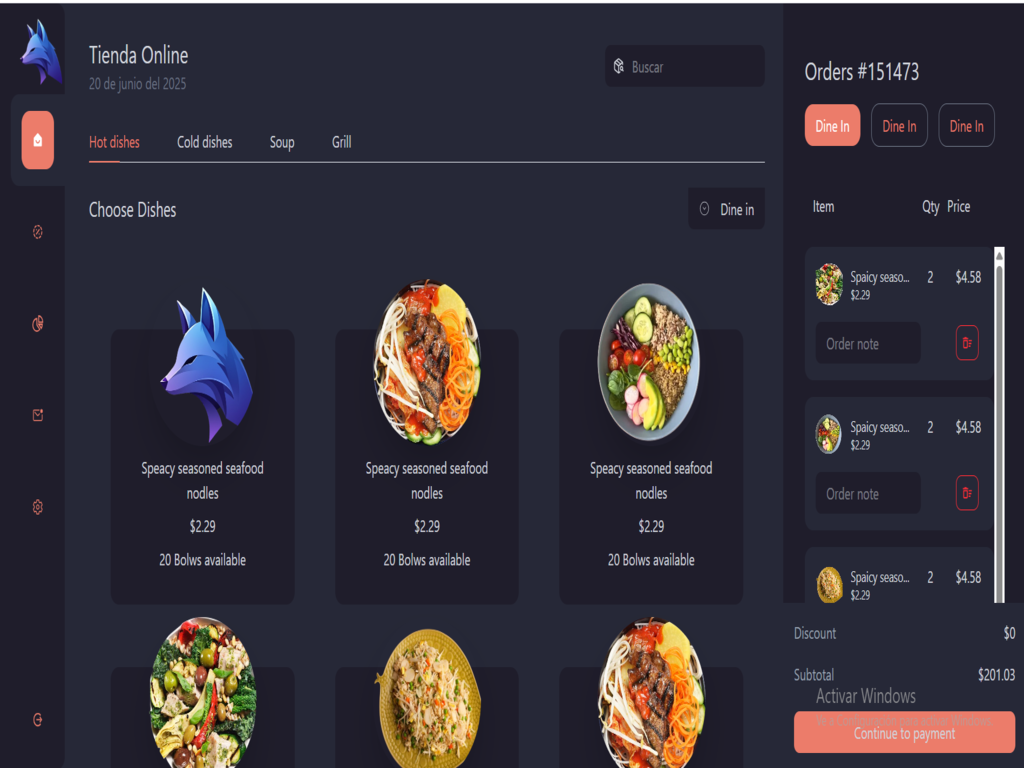 Tienda Online
20 de junio del 2025
Buscar
Hot dishes Cold dishes Soup Grill
Choose Dishes
Dine in
Speacy seasoned seafood
nodles
$2.29
20 Bolws available
Speacy seasoned seafood
nodles
$2.29
20 Bolws available
Speacy seasoned seafood
nodles
$2.29
20 Bolws available
Orders #151473
Dine In Dine In Dine In
Item Qty Price
Spaicy seaso... 2 $4.58
$2.29
Order note
Spaicy seaso... 2 $4.58
$2.29
Order note
Spaicy seaso... 2 $4.58
$2.29
Discount $0
Subtotal $201.03
Activar Windows
Ve a Configuración para activar Windows.
Continue to payment